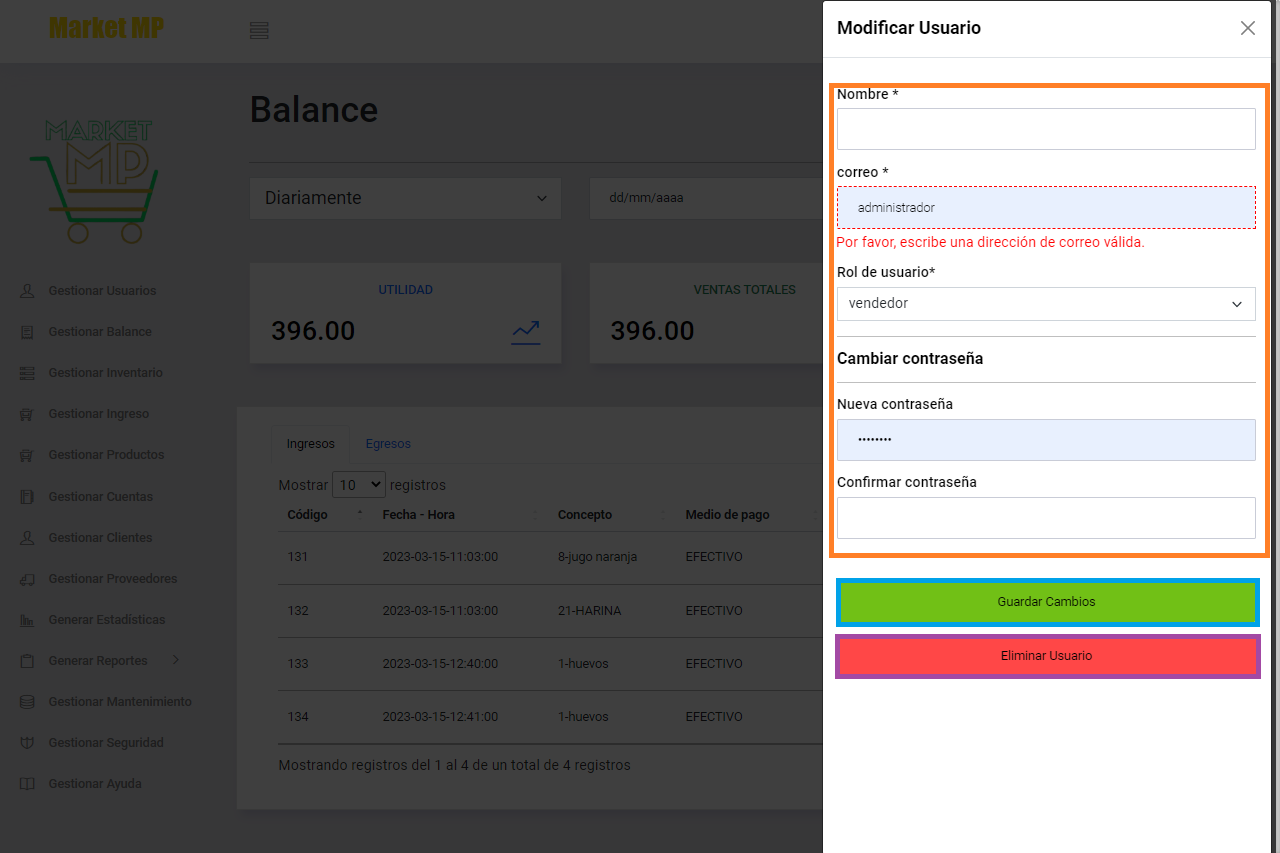 Market MP
MARKET
MP
Gestionar Usuarios
Gestionar Balance
Gestionar Inventario
Gestionar Ingreso
Gestionar Productos
Gestionar Cuentas
Gestionar Clientes
Gestionar Proveedores
Generar Estadísticas
Generar Reportes
Gestionar Mantenimiento
Gestionar Seguridad
Gestionar Ayuda
Balance
Diariamente dd/mm/aaaa
UTILIDAD VENTAS TOTALES
396.00 396.00
Ingresos Egresos
Mostrar 10 registros
Código Fecha - Hora Concepto Medio de pago
131 2023-03-15-11:03:00 8-jugo naranja EFECTIVO
132 2023-03-15-11:03:00 21-HARINA EFECTIVO
133 2023-03-15-12:40:00 1-huevos EFECTIVO
134 2023-03-15-12:41:00 1-huevos EFECTIVO
Mostrando registros del 1 al 4 de un total de 4 registros
Modificar Usuario
Nombre *
correo *
administrador
Por favor, escribe una dirección de correo válida.
Rol de usuario*
vendedor
Cambiar contraseña
Nueva contraseña
••••••••
Confirmar contraseña
Guardar Cambios
Eliminar Usuario